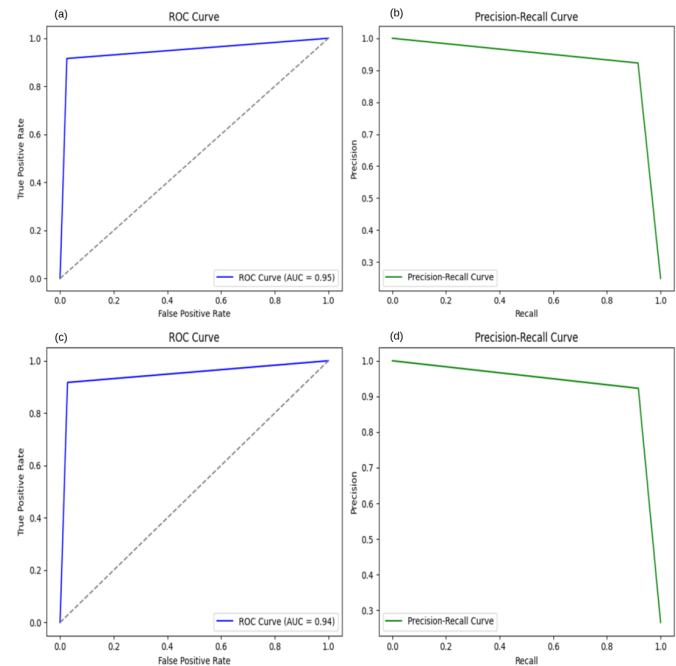 (a)
ROC Curve
1.0
0.8
0.6
0.4
0.2
0.0
True Positive Rate
ROC Curve (AUC = 0.95)
0.0 0.2 0.4 0.6 0.8 1.0
False Positive Rate
(b)
Precision-Recall Curve
1.0
0.9
0.8
0.7
0.6
0.5
0.4
0.3
Precision
Precision-Recall Curve
0.0 0.2 0.4 0.6 0.8 1.0
Recall
(c)
ROC Curve
1.0
0.8
0.6
0.4
0.2
0.0
True Positive Rate
ROC Curve (AUC = 0.94)
0.0 0.2 0.4 0.6 0.8 1.0
False Positive Rate
(d)
Precision-Recall Curve
1.0
0.9
0.8
0.7
0.6
0.5
0.4
0.3
Precision
Precision-Recall Curve
0.0 0.2 0.4 0.6 0.8 1.0
Recall